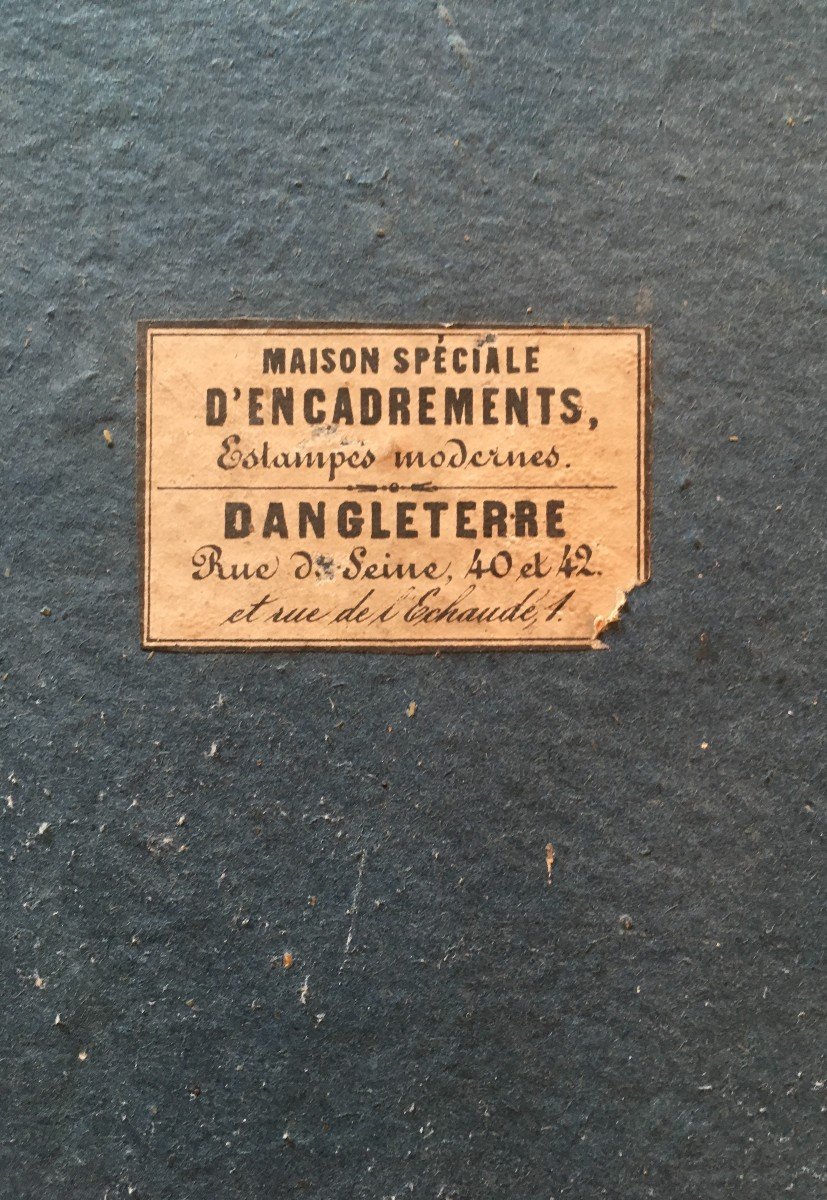 MAISON SPÉCIALE
D'ENCADREMENTS,
Estampes modernes.
DANGLETERRE
Rue de Seine, 40 et 42.
et rue de l'Echaudé, 1.